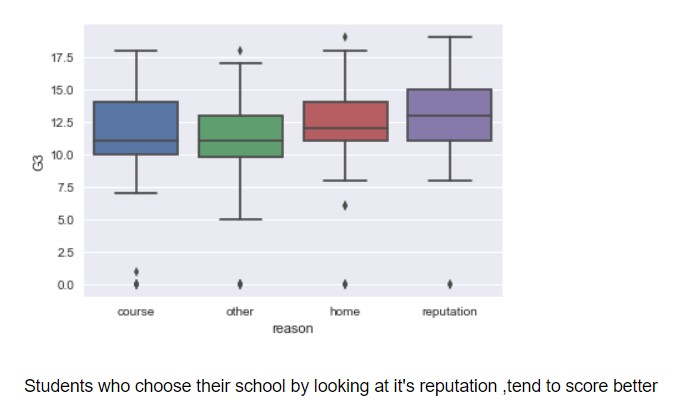 17.5
15.0
12.5
10.0
7.5
5.0
2.5
0.0
G3
course other home reputation
reason
Students who choose their school by looking at it's reputation ,tend to score better